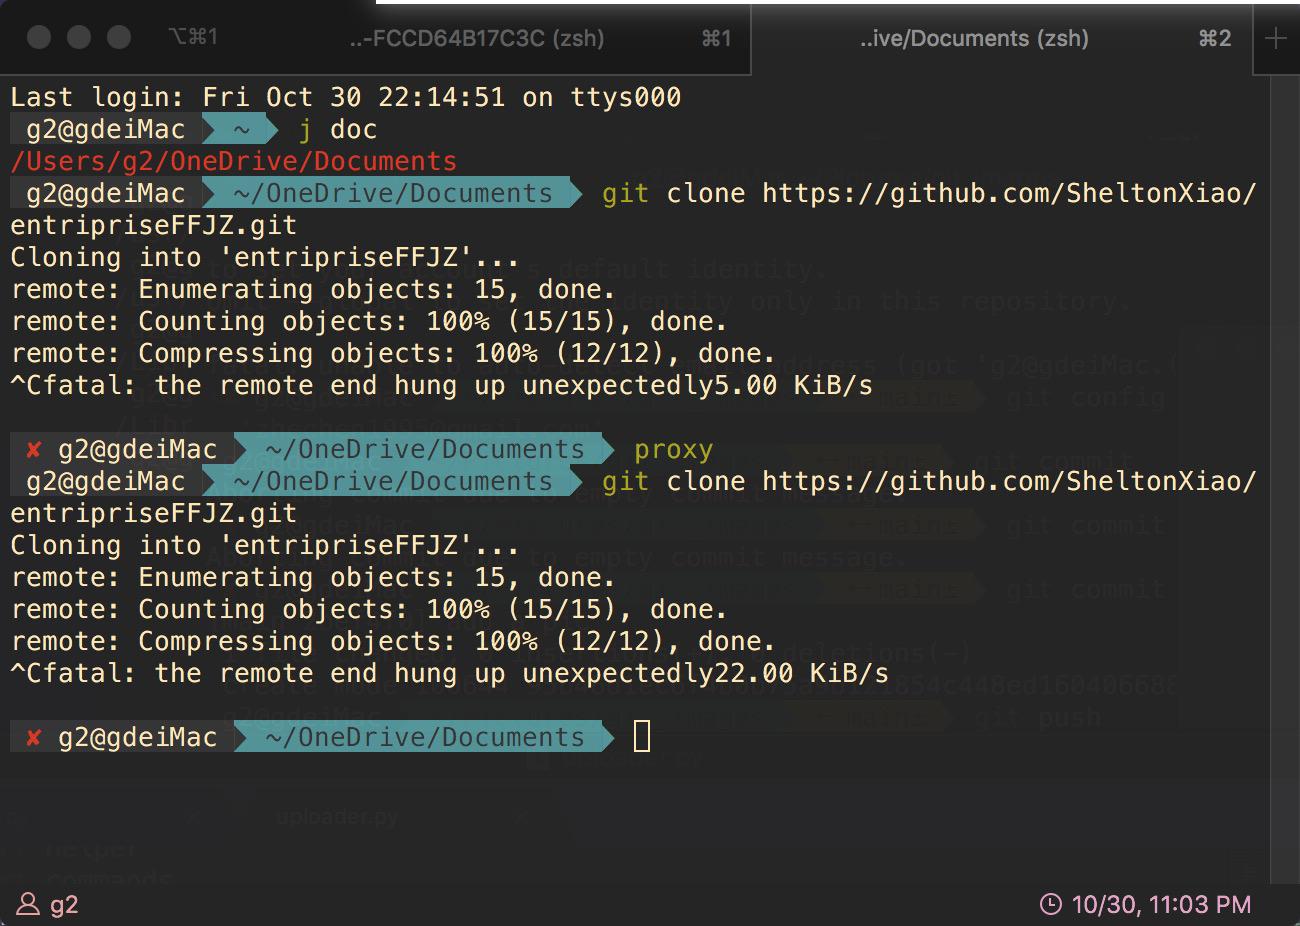 ⌥⌘1 ..-FCCD64B17C3C (zsh) ⌘1 ..ive/Documents (zsh) ⌘2 +
Last login: Fri Oct 30 22:14:51 on ttys000
g2@gdeiMac ~ j doc
/Users/g2/OneDrive/Documents
g2@gdeiMac ~/OneDrive/Documents git clone https://github.com/SheltonXiao/
entripriseFFJZ.git
Cloning into 'entripriseFFJZ'...
remote: Enumerating objects: 15, done.
remote: Counting objects: 100% (15/15), done.
remote: Compressing objects: 100% (12/12), done.
^Cfatal: the remote end hung up unexpectedly5.00 KiB/s
✘ g2@gdeiMac ~/OneDrive/Documents proxy
g2@gdeiMac ~/OneDrive/Documents git clone https://github.com/SheltonXiao/
entripriseFFJZ.git
Cloning into 'entripriseFFJZ'...
remote: Enumerating objects: 15, done.
remote: Counting objects: 100% (15/15), done.
remote: Compressing objects: 100% (12/12), done.
^Cfatal: the remote end hung up unexpectedly22.00 KiB/s
✘ g2@gdeiMac ~/OneDrive/Documents
uploader.py
helper
commands
g2 10/30, 11:03 PM